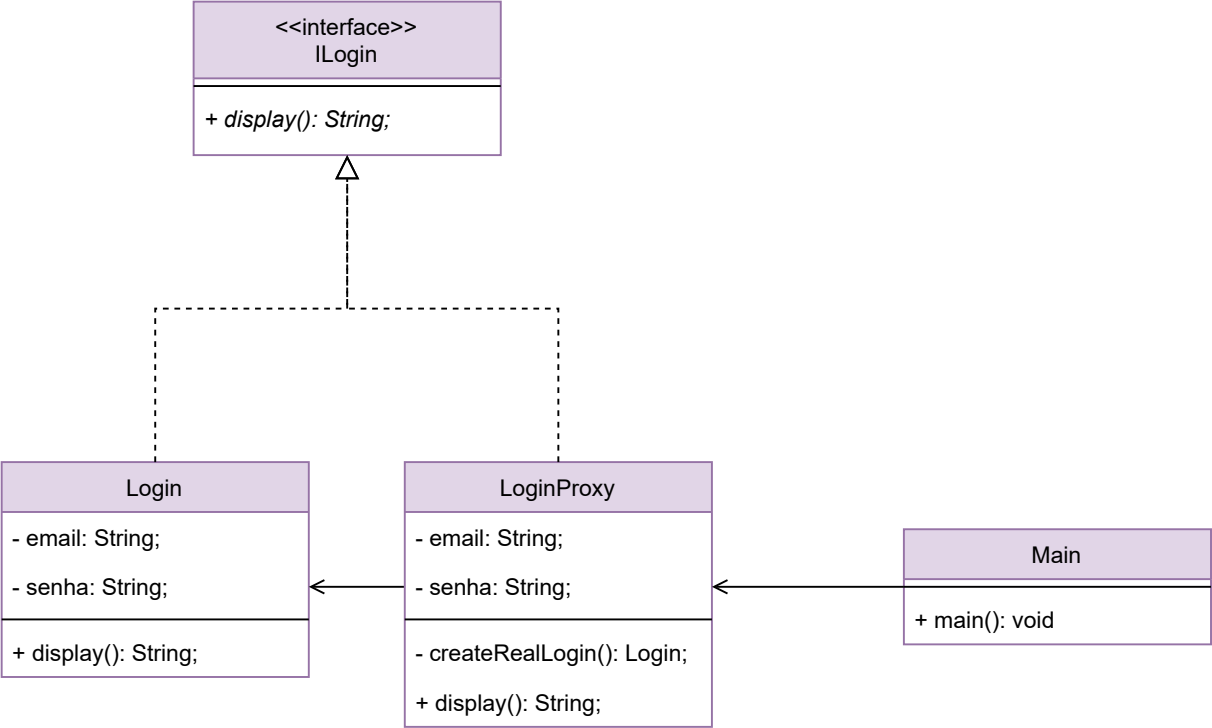 <<interface>>
ILogin
+ display(): String;
Login
- email: String;
- senha: String;
+ display(): String;
LoginProxy
- email: String;
- senha: String;
- createRealLogin(): Login;
+ display(): String;
Main
+ main(): void